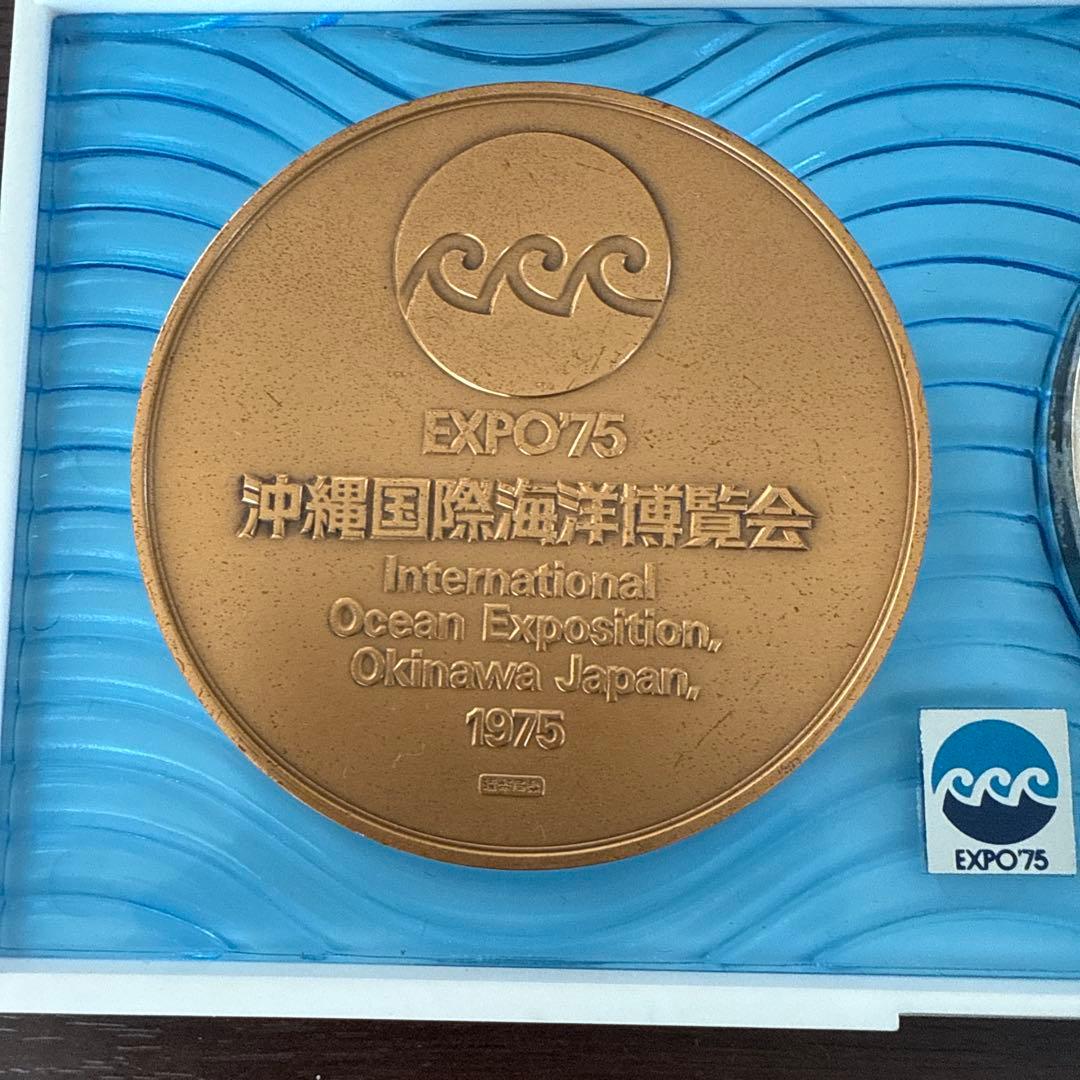 EXPO'75
沖縄国際海洋博覧会
International
Ocean Exposition,
Okinawa Japan,
1975
EXPO'75